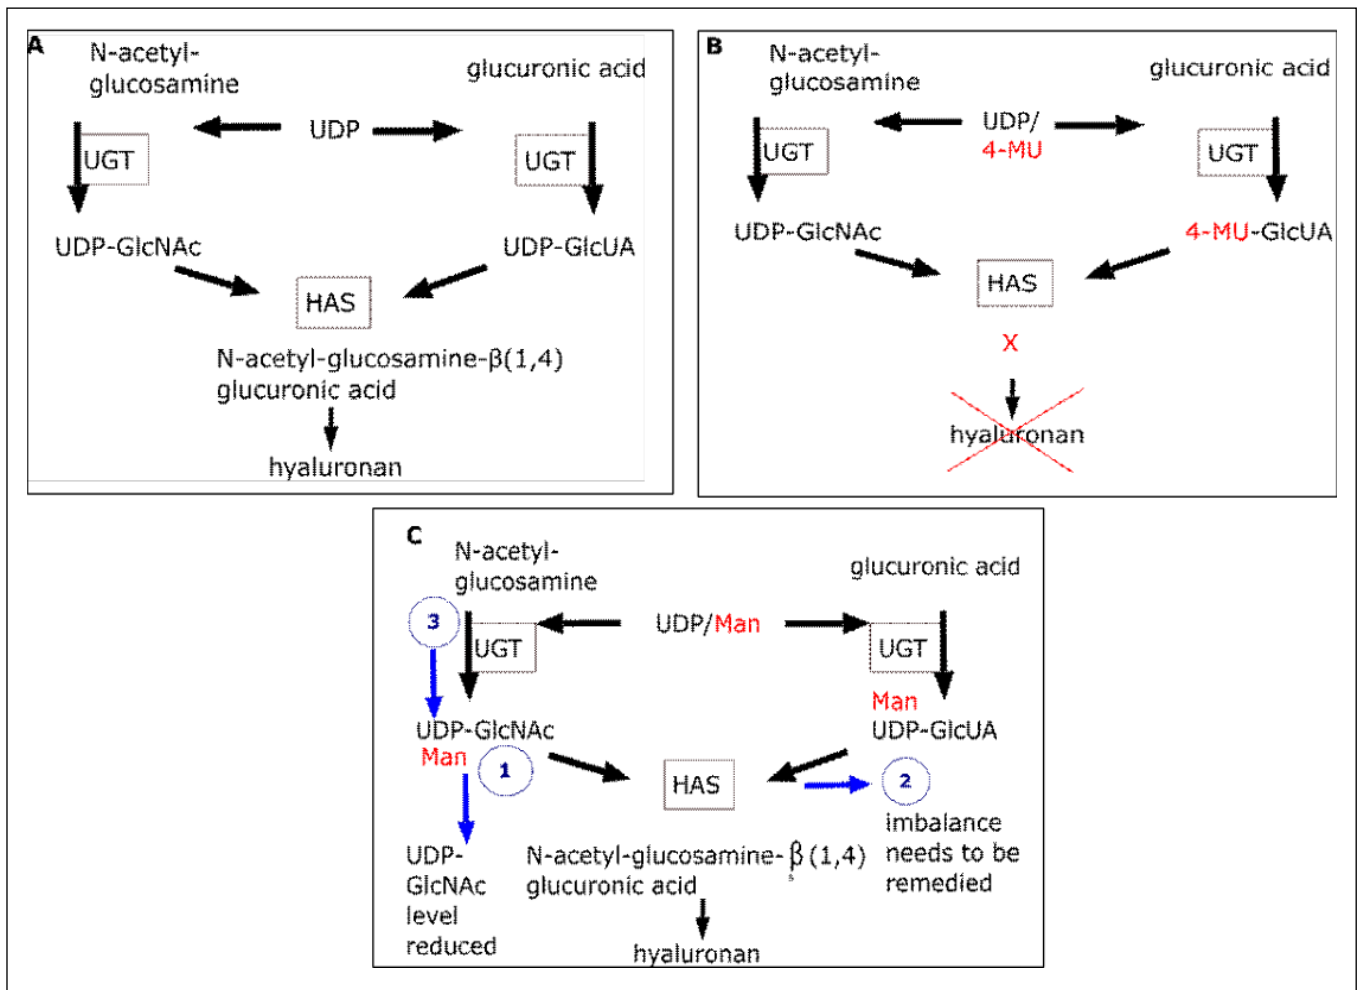 A
N-acetyl-
glucosamine
glucuronic acid
UDP
UGT
UGT
UDP-GlcNAc
UDP-GlcUA
HAS
N-acetyl-glucosamine-β(1,4)
glucuronic acid
hyaluronan
B
N-acetyl-
glucosamine
glucuronic acid
UDP/
4-MU
UGT
UGT
UDP-GlcNAc
4-MU-GlcUA
HAS
X
hyaluronan
C
N-acetyl-
glucosamine
glucuronic acid
3
UDP/Man
UGT
UGT
Man
UDP-GlcNAc
UDP-GlcUA
Man
1
HAS
2
imbalance
needs to be
remedied
UDP-
GlcNAc
level
reduced
N-acetyl-glucosamine-β(1,4)
glucuronic acid
hyaluronan